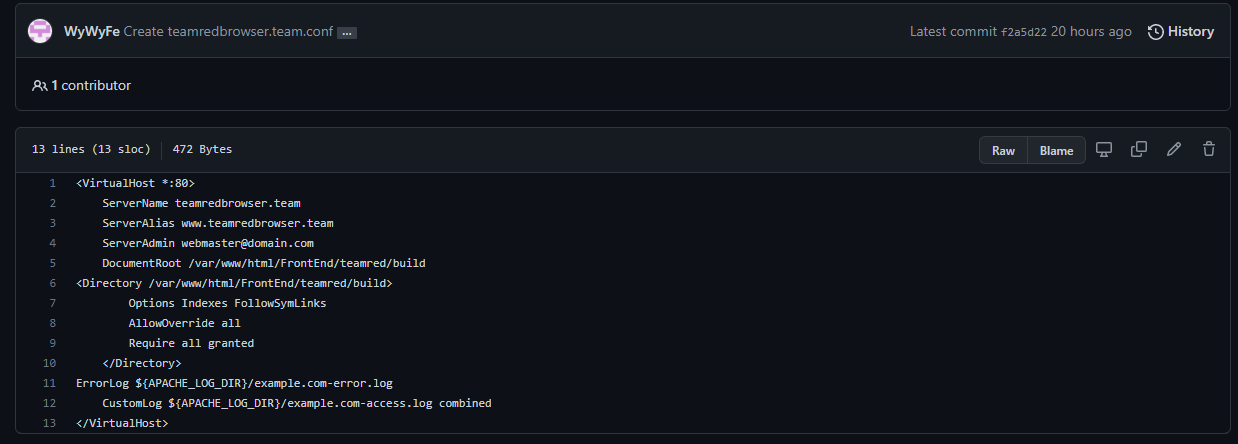 WyWyFe Create teamredbrowser.team.conf ... Latest commit f2a5d22 20 hours ago History
1 contributor
13 lines (13 sloc) 472 Bytes Raw Blame
1 <VirtualHost *:80>
2 ServerName teamredbrowser.team
3 ServerAlias www.teamredbrowser.team
4 ServerAdmin webmaster@domain.com
5 DocumentRoot /var/www/html/FrontEnd/teamred/build
6 <Directory /var/www/html/FrontEnd/teamred/build>
7 Options Indexes FollowSymLinks
8 AllowOverride all
9 Require all granted
10 </Directory>
11 ErrorLog ${APACHE_LOG_DIR}/example.com-error.log
12 CustomLog ${APACHE_LOG_DIR}/example.com-access.log combined
13 </VirtualHost>